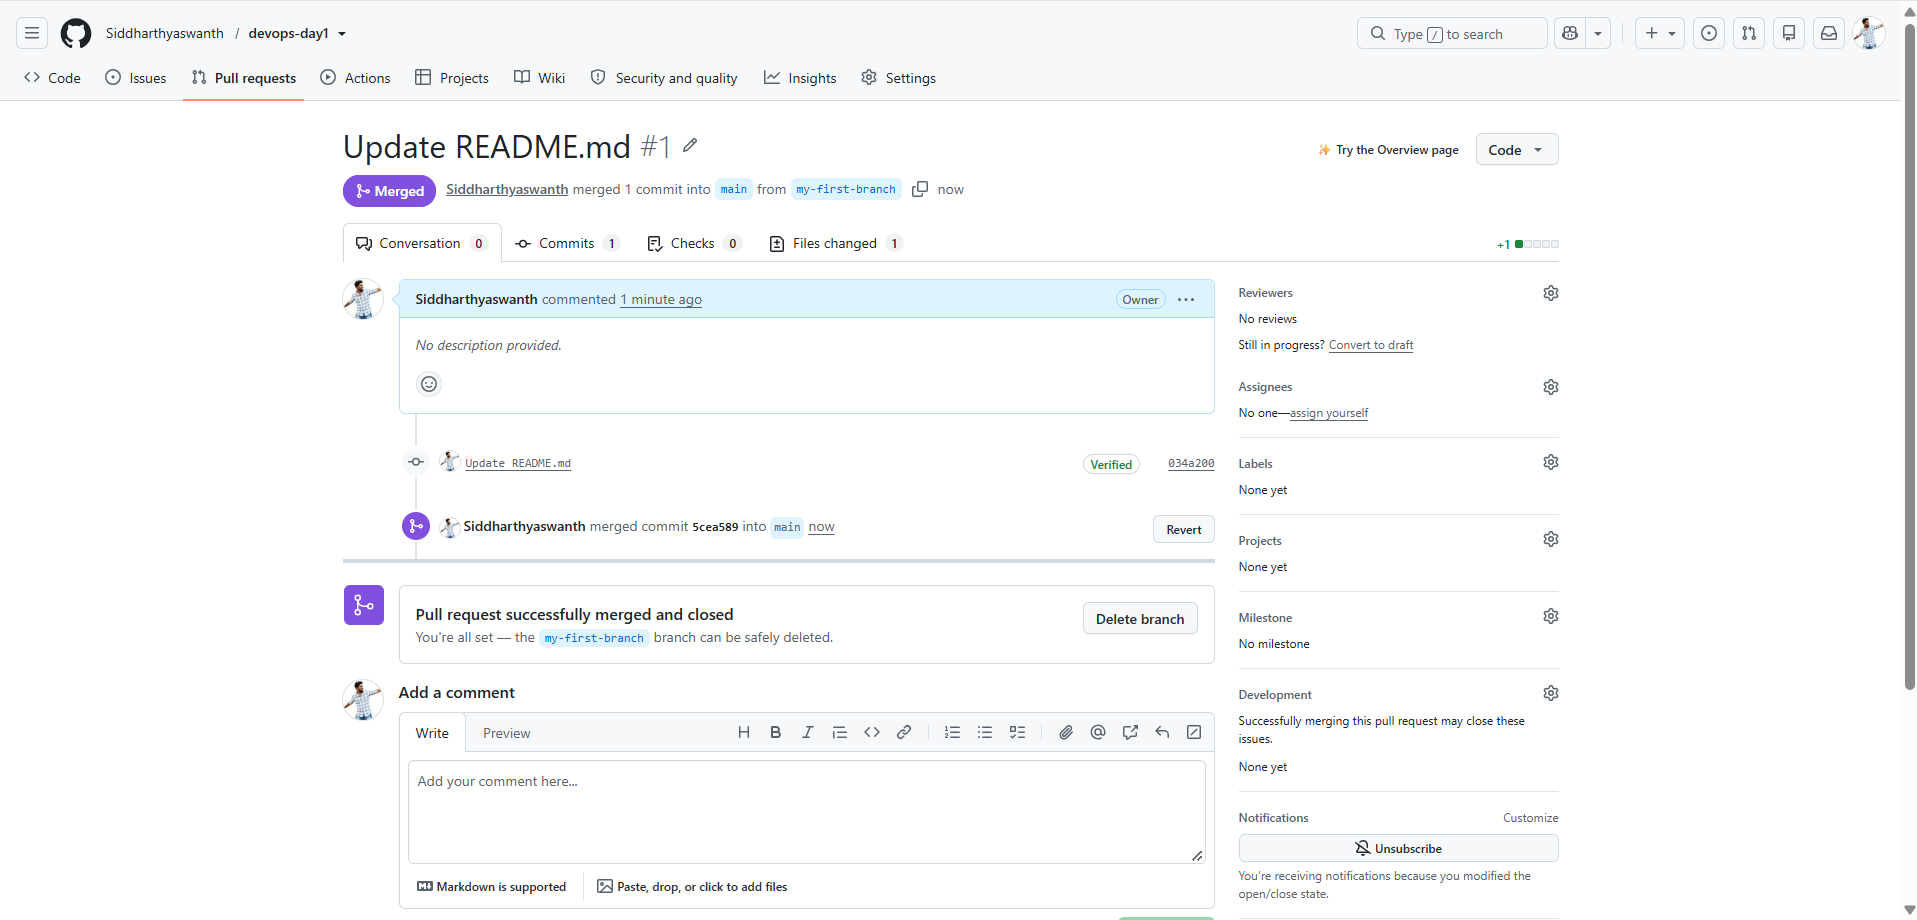 Siddharthyaswanth / devops-day1
Type / to search
Code Issues Pull requests Actions Projects Wiki Security and quality Insights Settings
Update README.md #1
Try the Overview page
Code
Merged Siddharthyaswanth merged 1 commit into main from my-first-branch now
Conversation 0 Commits 1 Checks 0 Files changed 1
+1
Siddharthyaswanth commented 1 minute ago
Owner
No description provided.
Update README.md
Verified 034a200
Siddharthyaswanth merged commit 5cea589 into main now
Revert
Pull request successfully merged and closed
You're all set — the my-first-branch branch can be safely deleted.
Delete branch
Add a comment
Write Preview
Add your comment here...
Markdown is supported
Paste, drop, or click to add files
Reviewers
No reviews
Still in progress? Convert to draft
Assignees
No one—assign yourself
Labels
None yet
Projects
None yet
Milestone
No milestone
Development
Successfully merging this pull request may close these
issues.
None yet
Notifications Customize
Unsubscribe
You're receiving notifications because you modified the
open/close state.